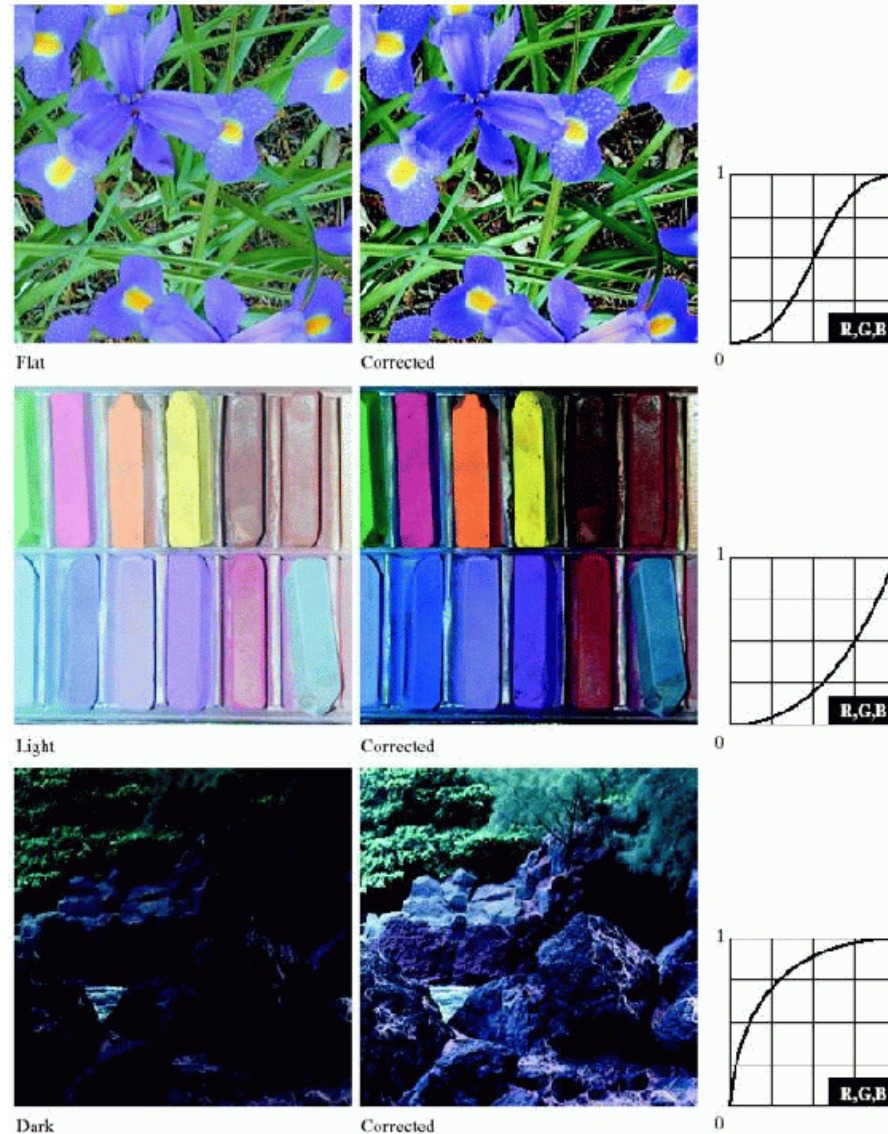 1
R,G,B
0
Flat
Corrected
1
R,G,B
0
Light
Corrected
1
R,G,B
0
Dark
Corrected